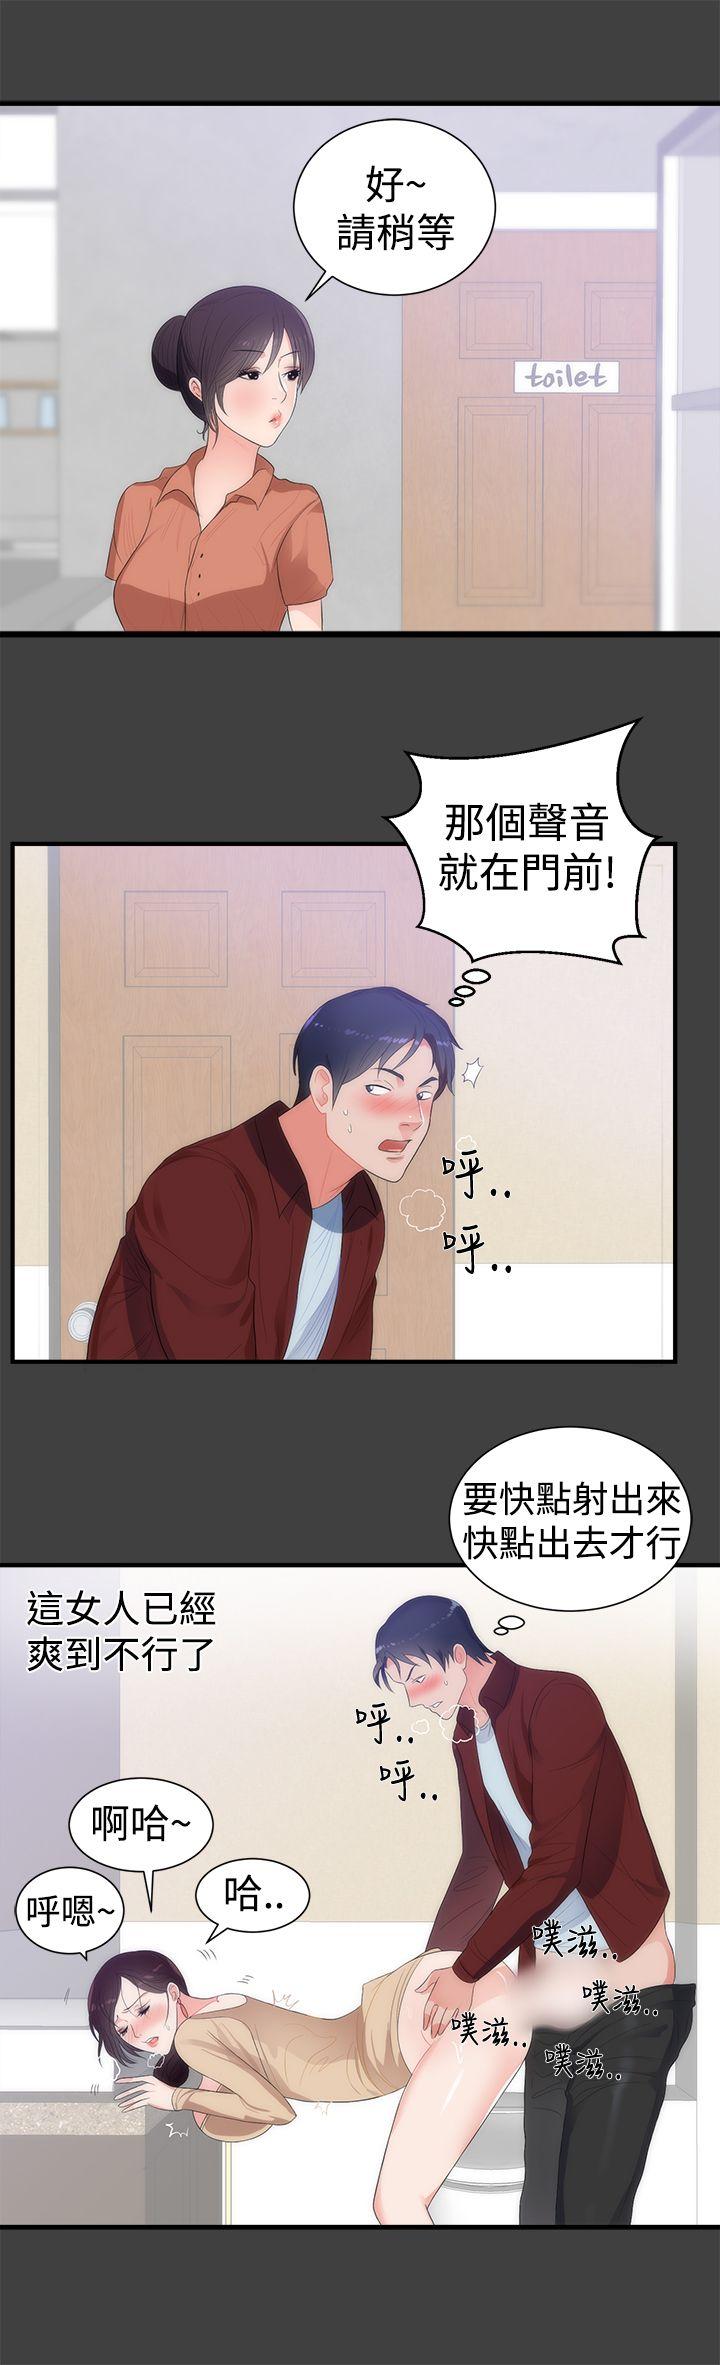 好~
請稍等
toilet
那個聲音
就在門前!
呼..
呼..
要快點射出來
快點出去才行
這女人已經
爽到不行了
呼..
呼..
啊哈~
哈..
呼嗯~
噗滋..
噗滋..
噗滋..
噗滋..